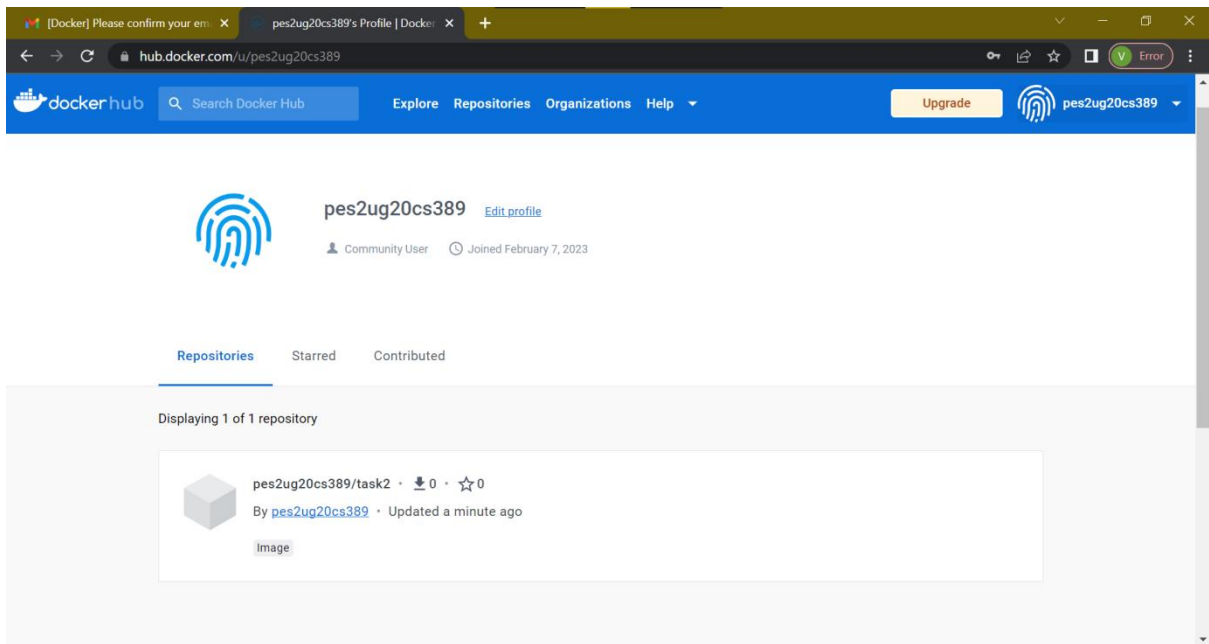 [Docker] Please confirm your em
pes2ug20cs389's Profile | Docker
hub.docker.com/u/pes2ug20cs389
V Error
dockerhub Search Docker Hub Explore Repositories Organizations Help Upgrade pes2ug20cs389
pes2ug20cs389 Edit profile
Community User Joined February 7, 2023
Repositories Starred Contributed
Displaying 1 of 1 repository
pes2ug20cs389/task2 • 0 • 0
By pes2ug20cs389 • Updated a minute ago
Image